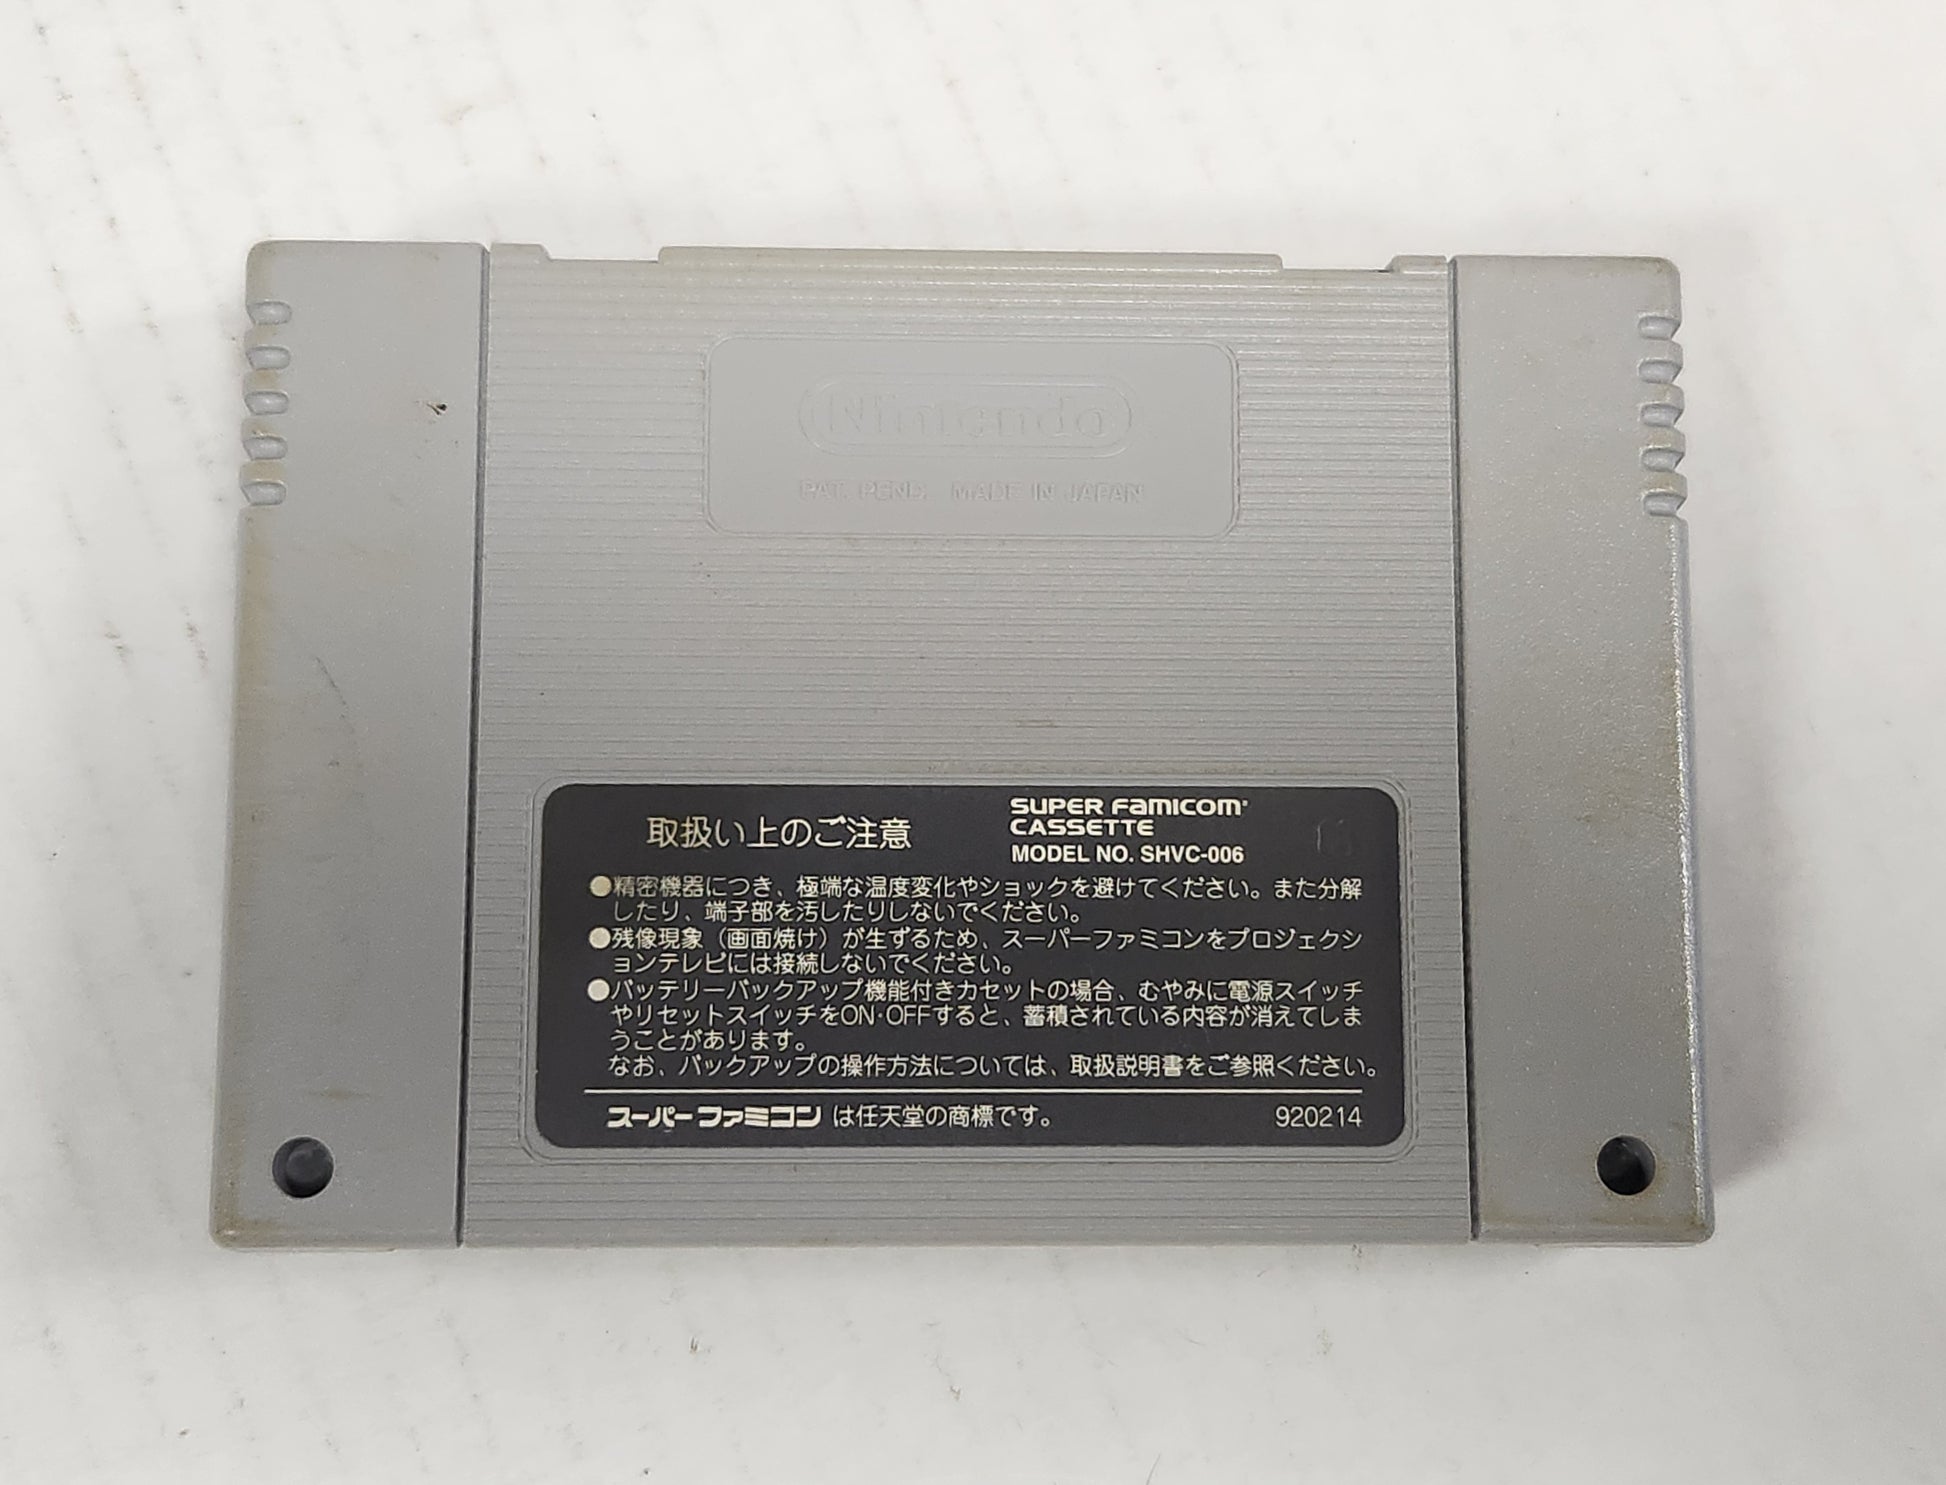 Nintendo
PAT. PEND. MADE IN JAPAN
取扱い上のご注意
SUPER FAMICOM
CASSETTE
MODEL NO. SHVC-006
●精密機器につき、極端な温度変化やショックを避けてください。また分解
したり、端子部を汚したりしないでください。
●残像現象（画面焼け）が生ずるため、スーパーファミコンをプロジェクシ
ョンテレビには接続しないでください。
●バッテリーバックアップ機能付きカセットの場合、むやみに電源スイッチ
やリセットスイッチをON･OFFすると、蓄積されている内容が消えてしま
うことがあります。
なお、バックアップの操作方法については、取扱説明書をご参照ください。
スーパーファミコン は任天堂の商標です。 920214